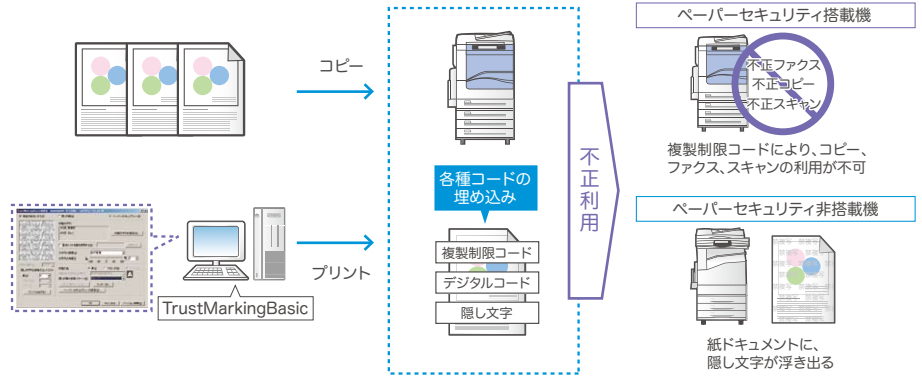 コピー
プリント
TrustMarkingBasic
各種コードの
埋め込み
複製制限コード
デジタルコード
隠し文字
不正利用
ペーパーセキュリティ搭載機
不正ファクス
不正コピー
不正スキャン
複製制限コードにより、コピー、
ファクス、スキャンの利用が不可
ペーパーセキュリティ非搭載機
紙ドキュメントに、
隠し文字が浮き出る